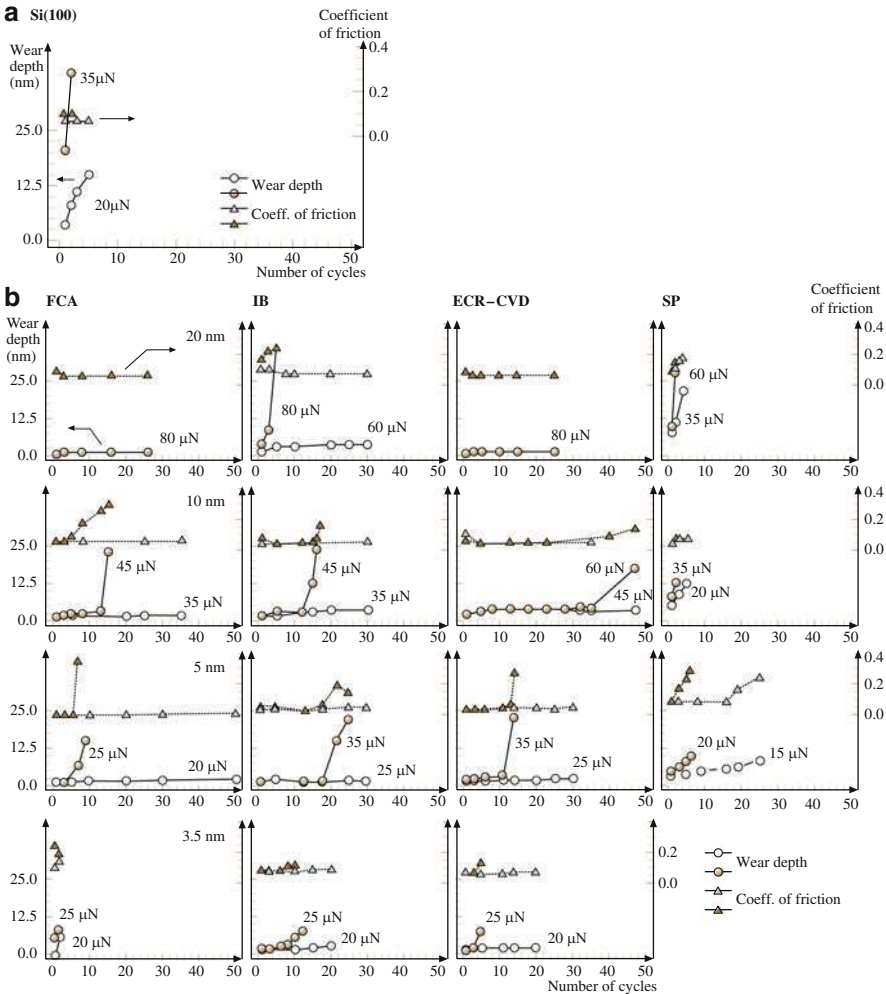 a Si(100)
Coefficient
of friction
Wear
depth
(nm)
0.4
35μN
0.2
25.0
0.0
12.5
Wear depth
20μN
Coeff. of friction
0.0
0 10 20 30 40 50
Number of cycles
b FCA IB ECR–CVD SP
Coefficient
of friction
Wear
depth
(nm)
20 nm
0.4
0.2
25.0
0.0
60 μN
80 μN
60 μN
35 μN
12.5
80 μN
80 μN
0.0
0 10 20 30 40 50
0 10 20 30 40 50
0 10 20 30 40 50
0 10 20 30 40 50
10 nm
0.4
0.2
25.0
0.0
45 μN
45 μN
60 μN
35 μN
12.5
35 μN
35 μN
45 μN
20 μN
0.0
0 10 20 30 40 50
0 10 20 30 40 50
0 10 20 30 40 50
0 10 20 30 40 50
5 nm
0.4
0.2
25.0
0.0
25 μN
35 μN
35 μN
20 μN
12.5
20 μN
25 μN
25 μN
15 μN
0.0
0 10 20 30 40 50
0 10 20 30 40 50
0 10 20 30 40 50
0 10 20 30 40 50
3.5 nm
0.2
25.0
0.0
Wear depth
Coeff. of friction
12.5
25 μN
25 μN
25 μN
20 μN
20 μN
20 μN
0.0
0 10 20 30 40 50
0 10 20 30 40 50
0 10 20 30 40 50
Number of cycles